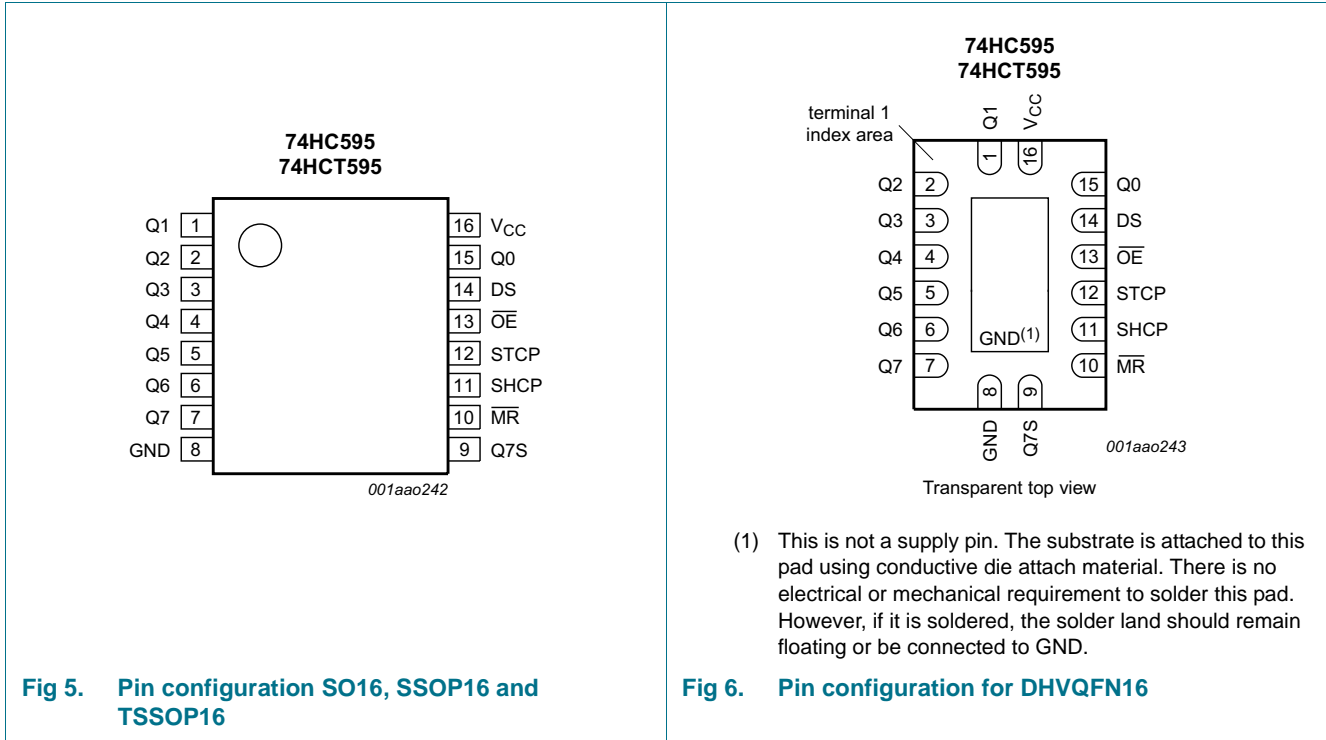 74HC595
74HCT595
Q1 1 16 VCC
Q2 2 15 Q0
Q3 3 14 DS
Q4 4 13 OE
Q5 5 12 STCP
Q6 6 11 SHCP
Q7 7 10 MR
GND 8 9 Q7S
001aao242
Fig 5. Pin configuration SO16, SSOP16 and
TSSOP16
74HC595
74HCT595
terminal 1
index area
Q1 VCC
1 16
Q2 2 15 Q0
Q3 3 14 DS
Q4 4 13 OE
Q5 5 12 STCP
Q6 6 11 SHCP
GND(1)
Q7 7 10 MR
8 9
GND Q7S
001aao243
Transparent top view
(1) This is not a supply pin. The substrate is attached to this
pad using conductive die attach material. There is no
electrical or mechanical requirement to solder this pad.
However, if it is soldered, the solder land should remain
floating or be connected to GND.
Fig 6. Pin configuration for DHVQFN16